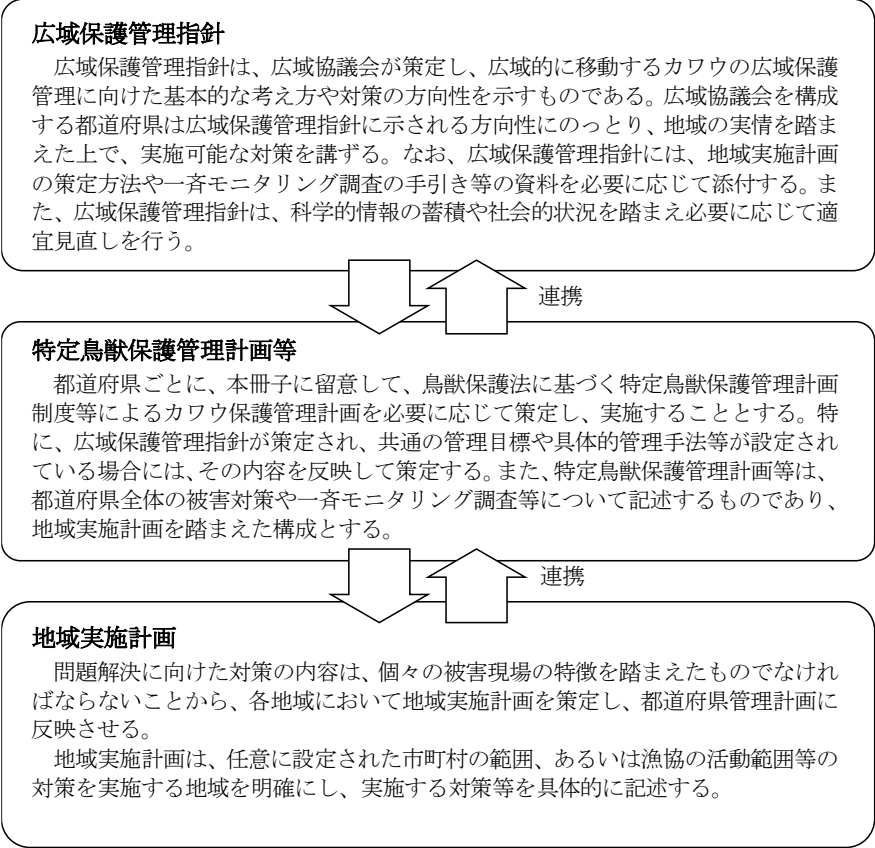 広域保護管理指針
広域保護管理指針は、広域協議会が策定し、広域的に移動するカワウの広域保護
管理に向けた基本的な考え方や対策の方向性を示すものである。広域協議会を構成
する都道府県は広域保護管理指針に示される方向性にのっとり、地域の実情を踏ま
えた上で、実施可能な対策を講ずる。なお、広域保護管理指針には、地域実施計画
の策定方法や一斉モニタリング調査の手引き等の資料を必要に応じて添付する。ま
た、広域保護管理指針は、科学的情報の蓄積や社会的状況を踏まえ必要に応じて適
宜見直しを行う。
連携
特定鳥獣保護管理計画等
都道府県ごとに、本冊子に留意して、鳥獣保護法に基づく特定鳥獣保護管理計画
制度等によるカワウ保護管理計画を必要に応じて策定し、実施することとする。特
に、広域保護管理指針が策定され、共通の管理目標や具体的管理手法等が設定され
ている場合には、その内容を反映して策定する。また、特定鳥獣保護管理計画等は、
都道府県全体の被害対策や一斉モニタリング調査等について記述するものであり、
地域実施計画を踏まえた構成とする。
連携
地域実施計画
問題解決に向けた対策の内容は、個々の被害現場の特徴を踏まえたものでなけれ
ばならないことから、各地域において地域実施計画を策定し、都道府県管理計画に
反映させる。
地域実施計画は、任意に設定された市町村の範囲、あるいは漁協の活動範囲等の
対策を実施する地域を明確にし、実施する対策等を具体的に記述する。